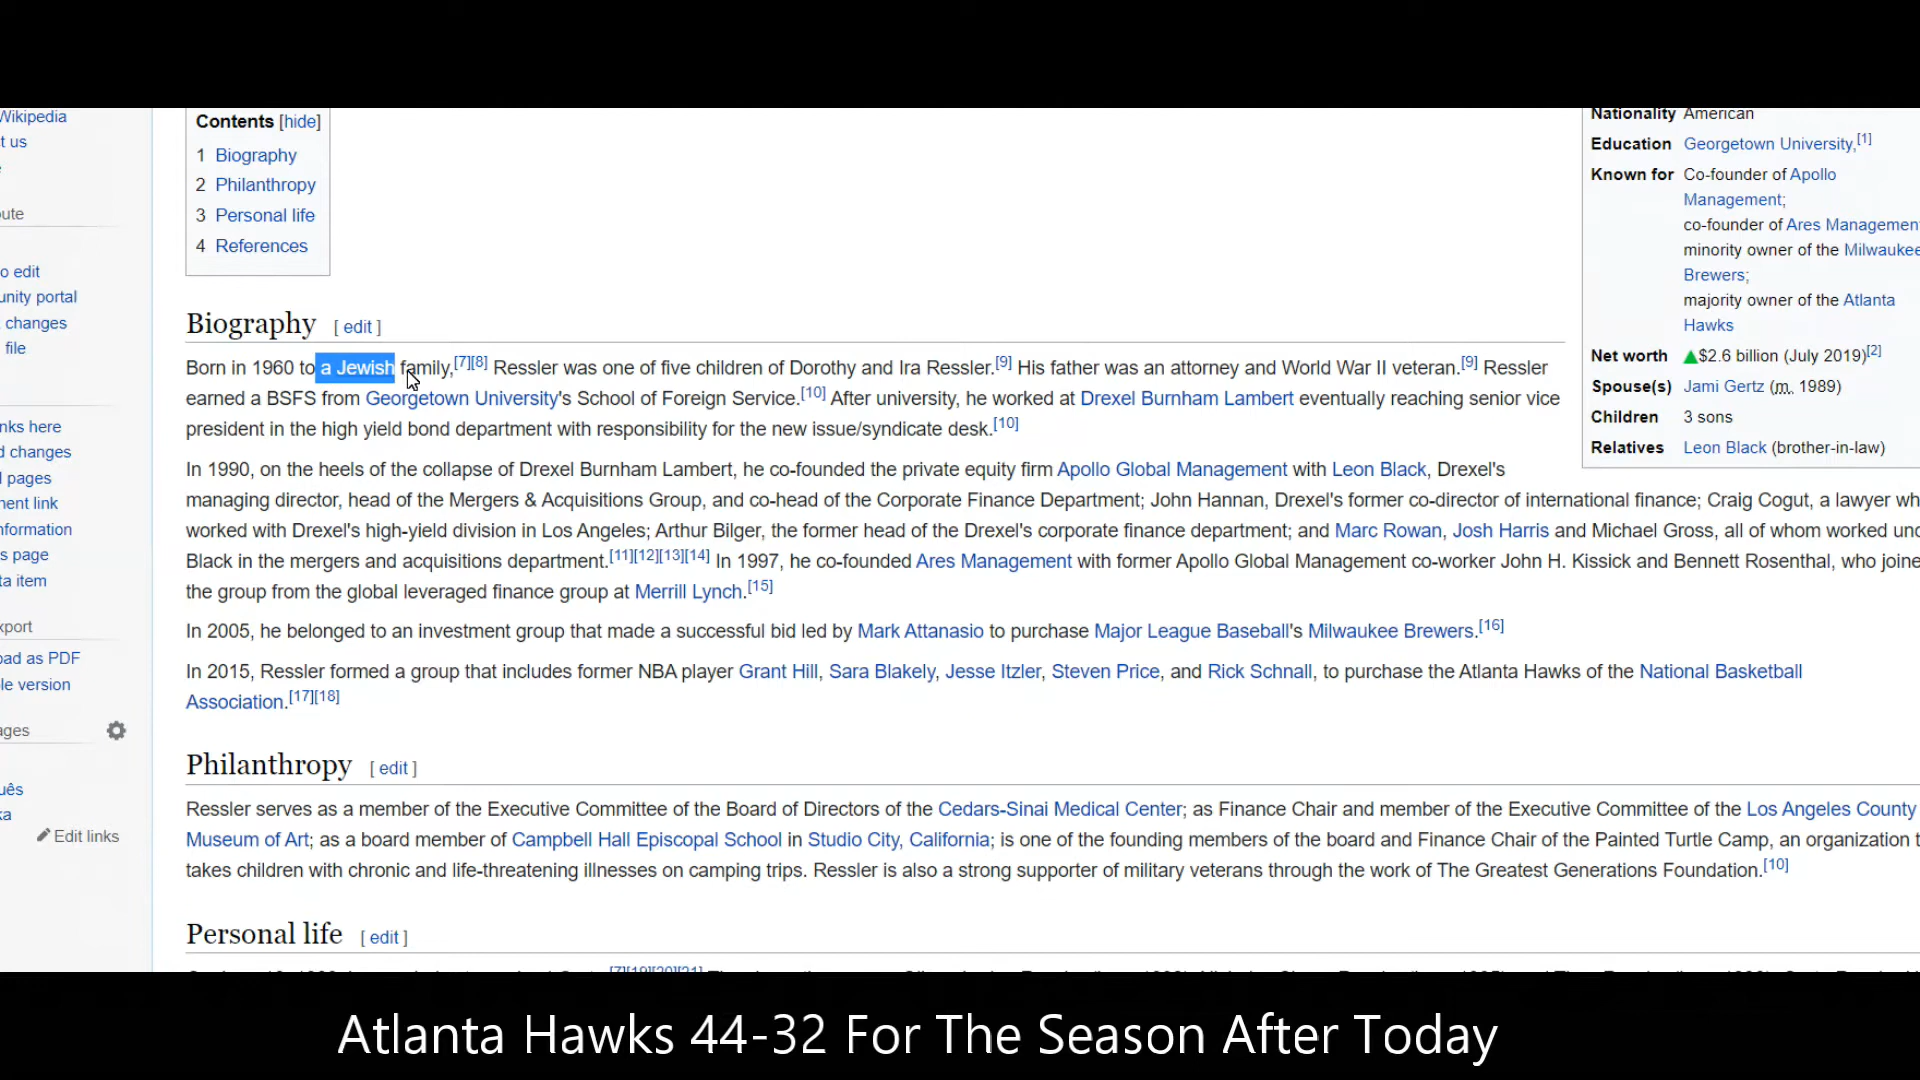 Wikipedia
t us
ute
o edit
unity portal
changes
file
nks here
d changes
pages
nent link
nformation
s page
ta item
xport
oad as PDF
le version
ages
uês
ka
Edit links
Contents [hide]
1 Biography
2 Philanthropy
3 Personal life
4 References
Biography [ edit ]
Born in 1960 to a Jewish family,[7][8] Ressler was one of five children of Dorothy and Ira Ressler.[9] His father was an attorney and World War II veteran.[9] Ressler
earned a BSFS from Georgetown University's School of Foreign Service.[10] After university, he worked at Drexel Burnham Lambert eventually reaching senior vice
president in the high yield bond department with responsibility for the new issue/syndicate desk.[10]
In 1990, on the heels of the collapse of Drexel Burnham Lambert, he co-founded the private equity firm Apollo Global Management with Leon Black, Drexel's
managing director, head of the Mergers & Acquisitions Group, and co-head of the Corporate Finance Department; John Hannan, Drexel's former co-director of international finance; Craig Cogut, a lawyer wh
worked with Drexel's high-yield division in Los Angeles; Arthur Bilger, the former head of the Drexel's corporate finance department; and Marc Rowan, Josh Harris and Michael Gross, all of whom worked und
Black in the mergers and acquisitions department.[11][12][13][14] In 1997, he co-founded Ares Management with former Apollo Global Management co-worker John H. Kissick and Bennett Rosenthal, who joine
the group from the global leveraged finance group at Merrill Lynch.[15]
In 2005, he belonged to an investment group that made a successful bid led by Mark Attanasio to purchase Major League Baseball's Milwaukee Brewers.[16]
In 2015, Ressler formed a group that includes former NBA player Grant Hill, Sara Blakely, Jesse Itzler, Steven Price, and Rick Schnall, to purchase the Atlanta Hawks of the National Basketball
Association.[17][18]
Philanthropy [ edit ]
Ressler serves as a member of the Executive Committee of the Board of Directors of the Cedars-Sinai Medical Center; as Finance Chair and member of the Executive Committee of the Los Angeles County
Museum of Art; as a board member of Campbell Hall Episcopal School in Studio City, California; is one of the founding members of the board and Finance Chair of the Painted Turtle Camp, an organization t
takes children with chronic and life-threatening illnesses on camping trips. Ressler is also a strong supporter of military veterans through the work of The Greatest Generations Foundation.[10]
Personal life [ edit ]
Nationality American
Education Georgetown University,[1]
Known for Co-founder of Apollo
Management;
co-founder of Ares Management
minority owner of the Milwaukee
Brewers;
majority owner of the Atlanta
Hawks
Net worth ▲$2.6 billion (July 2019)[2]
Spouse(s) Jami Gertz (m. 1989)
Children 3 sons
Relatives Leon Black (brother-in-law)
Atlanta Hawks 44-32 For The Season After Today